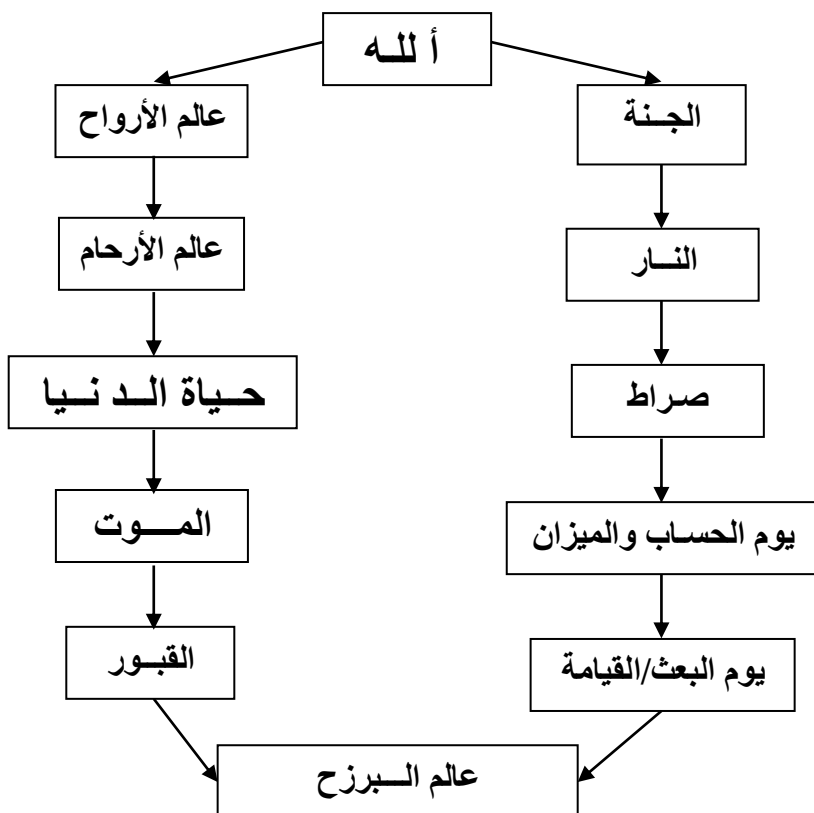 أ للـه
عالم الأرواح
الجـنة
عالم الأرحام
النـار
حـياة الـد نـيا
صراط
المـوت
يوم الحساب والميزان
القبـور
يوم البعث/القيامة
عالم الـبرزح